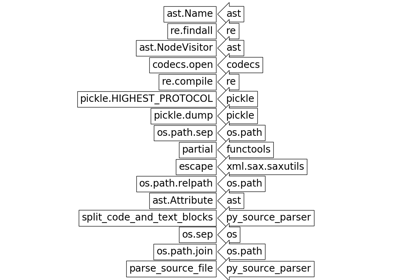 ast.Name ast
re.findall re
ast.NodeVisitor ast
codecs.open codecs
re.compile re
pickle.HIGHEST_PROTOCOL pickle
pickle.dump pickle
os.path.sep os.path
partial functools
escape xml.sax.saxutils
os.path.relpath os.path
ast.Attribute ast
split_code_and_text_blocks py_source_parser
os.sep os
os.path.join os.path
parse_source_file py_source_parser